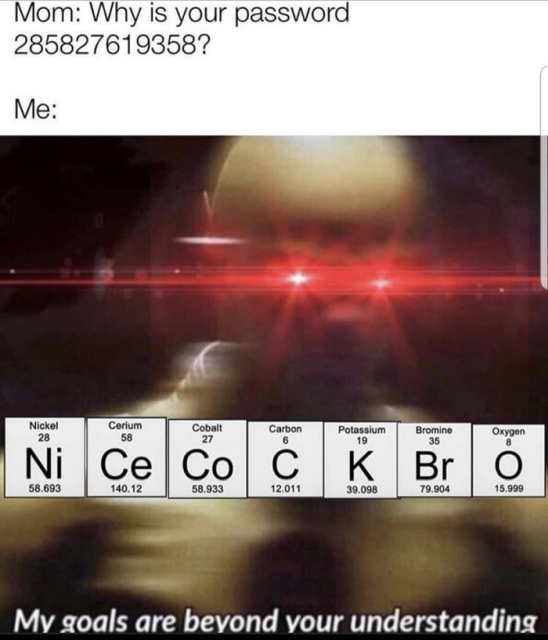 Mom: Why is your password
285827619358?
Me:
Nickel Cerium Cobalt Carbon Potassium Bromine Oxygen
28 58 27 6 19 35 8
Ni Ce Co C K Br O
58.693 140.12 58.933 12.011 39.098 79.904 15.999
My goals are beyond your understanding